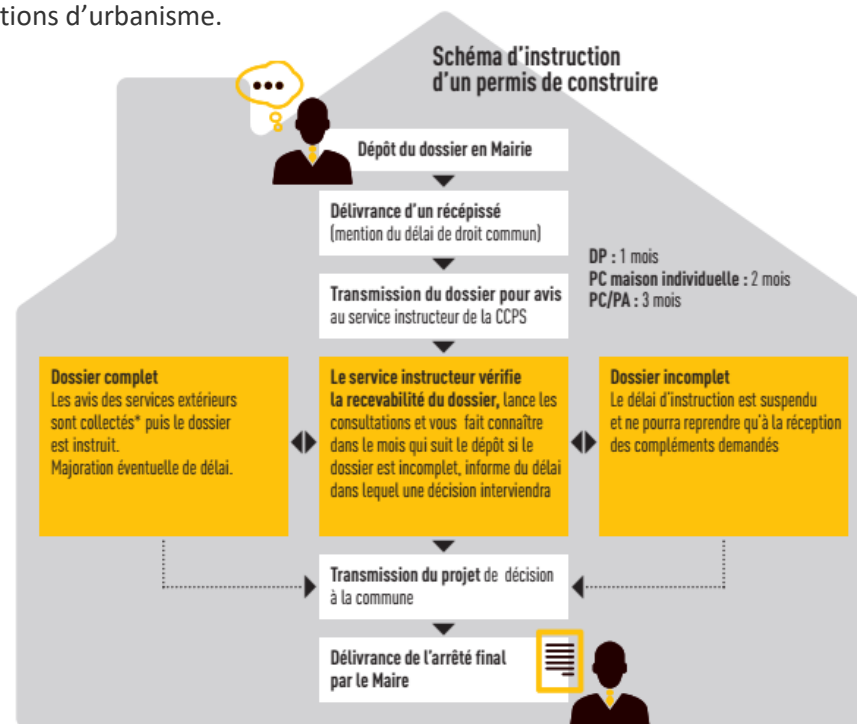 tions d’urbanisme.
Schéma d’instruction
d’un permis de construire
Dépôt du dossier en Mairie
Délivrance d’un récépissé
(mention du délai de droit commun)
DP : 1 mois
PC maison individuelle : 2 mois
PC/PA : 3 mois
Transmission du dossier pour avis
au service instructeur de la CCPS
Dossier complet
Les avis des services extérieurs
sont collectés* puis le dossier
est instruit.
Majoration éventuelle de délai.
Le service instructeur vérifie
la recevabilité du dossier, lance les
consultations et vous fait connaître
dans le mois qui suit le dépôt si le
dossier est incomplet, informe du délai
dans lequel une décision interviendra
Dossier incomplet
Le délai d’instruction est suspendu
et ne pourra reprendre qu’à la réception
des compléments demandés
Transmission du projet de décision
à la commune
Délivrance de l’arrêté final
par le Maire